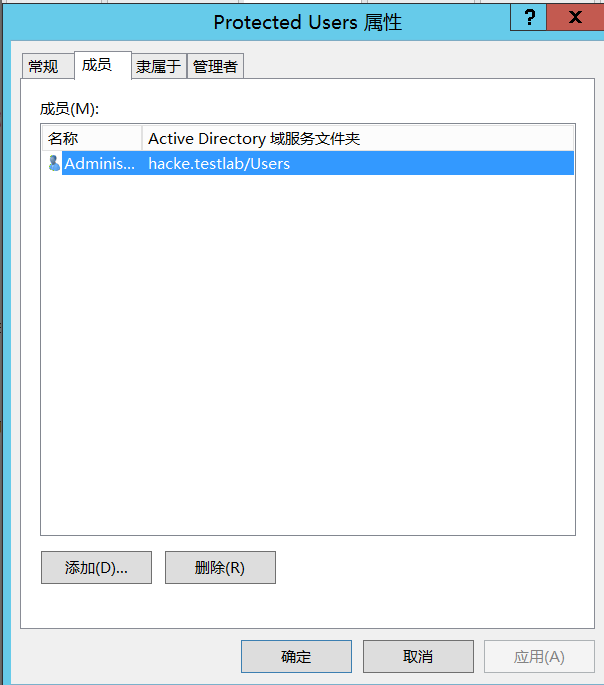 Protected Users 属性
? x
常规 成员 隶属于 管理者
成员(M):
名称 Active Directory 域服务文件夹
Adminis... hacke.testlab/Users
添加(D)... 删除(R)
确定 取消 应用(A)